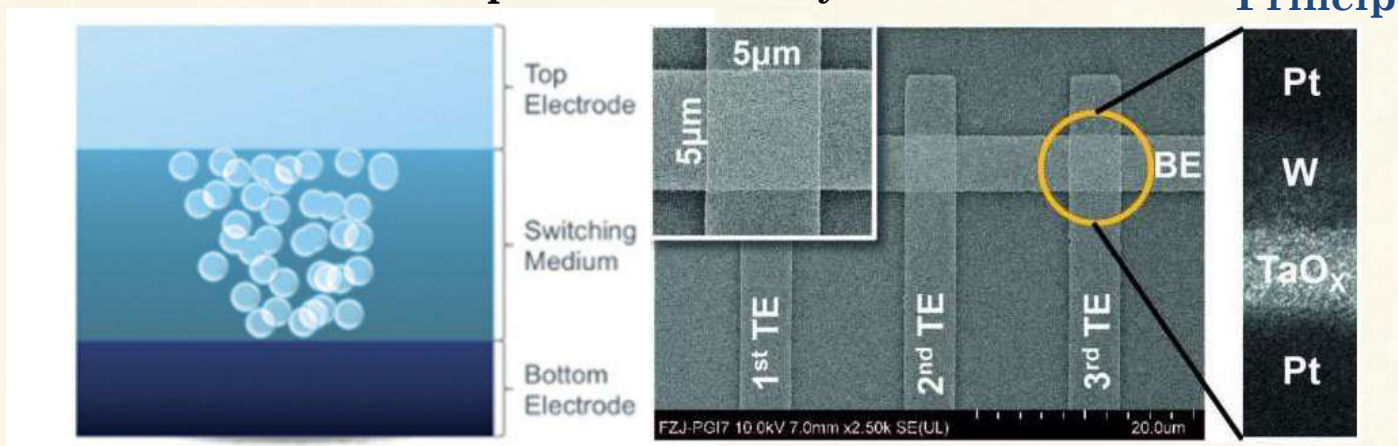 Top
Electrode
Switching
Medium
Bottom
Electrode
5µm
5µm
BE
1st TE
2nd TE
3rd TE
FZJ-PGI7 10.0kV 7.0mm x2.50k SE(UL)
20.0um
Pt
W
TaOX
Pt